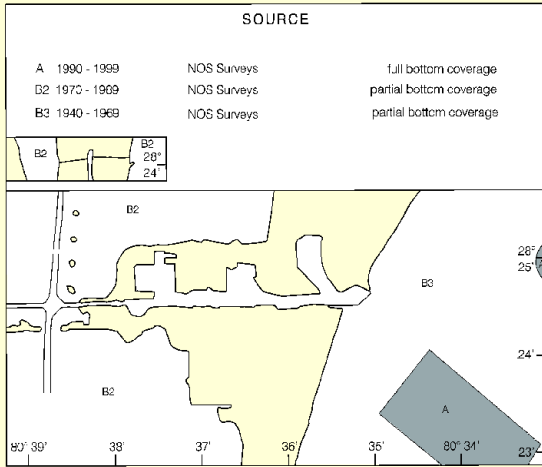 SOURCE
A 1990 - 1999 NOS Surveys full bottom coverage
B2 1970 - 1989 NOS Surveys partial bottom coverage
B3 1940 - 1969 NOS Surveys partial bottom coverage
B2 B2
28°
24'
B2
28°
25'
B3
24'
B2
A
80° 39' 38' 37' 36' 35' 80° 34' 23'